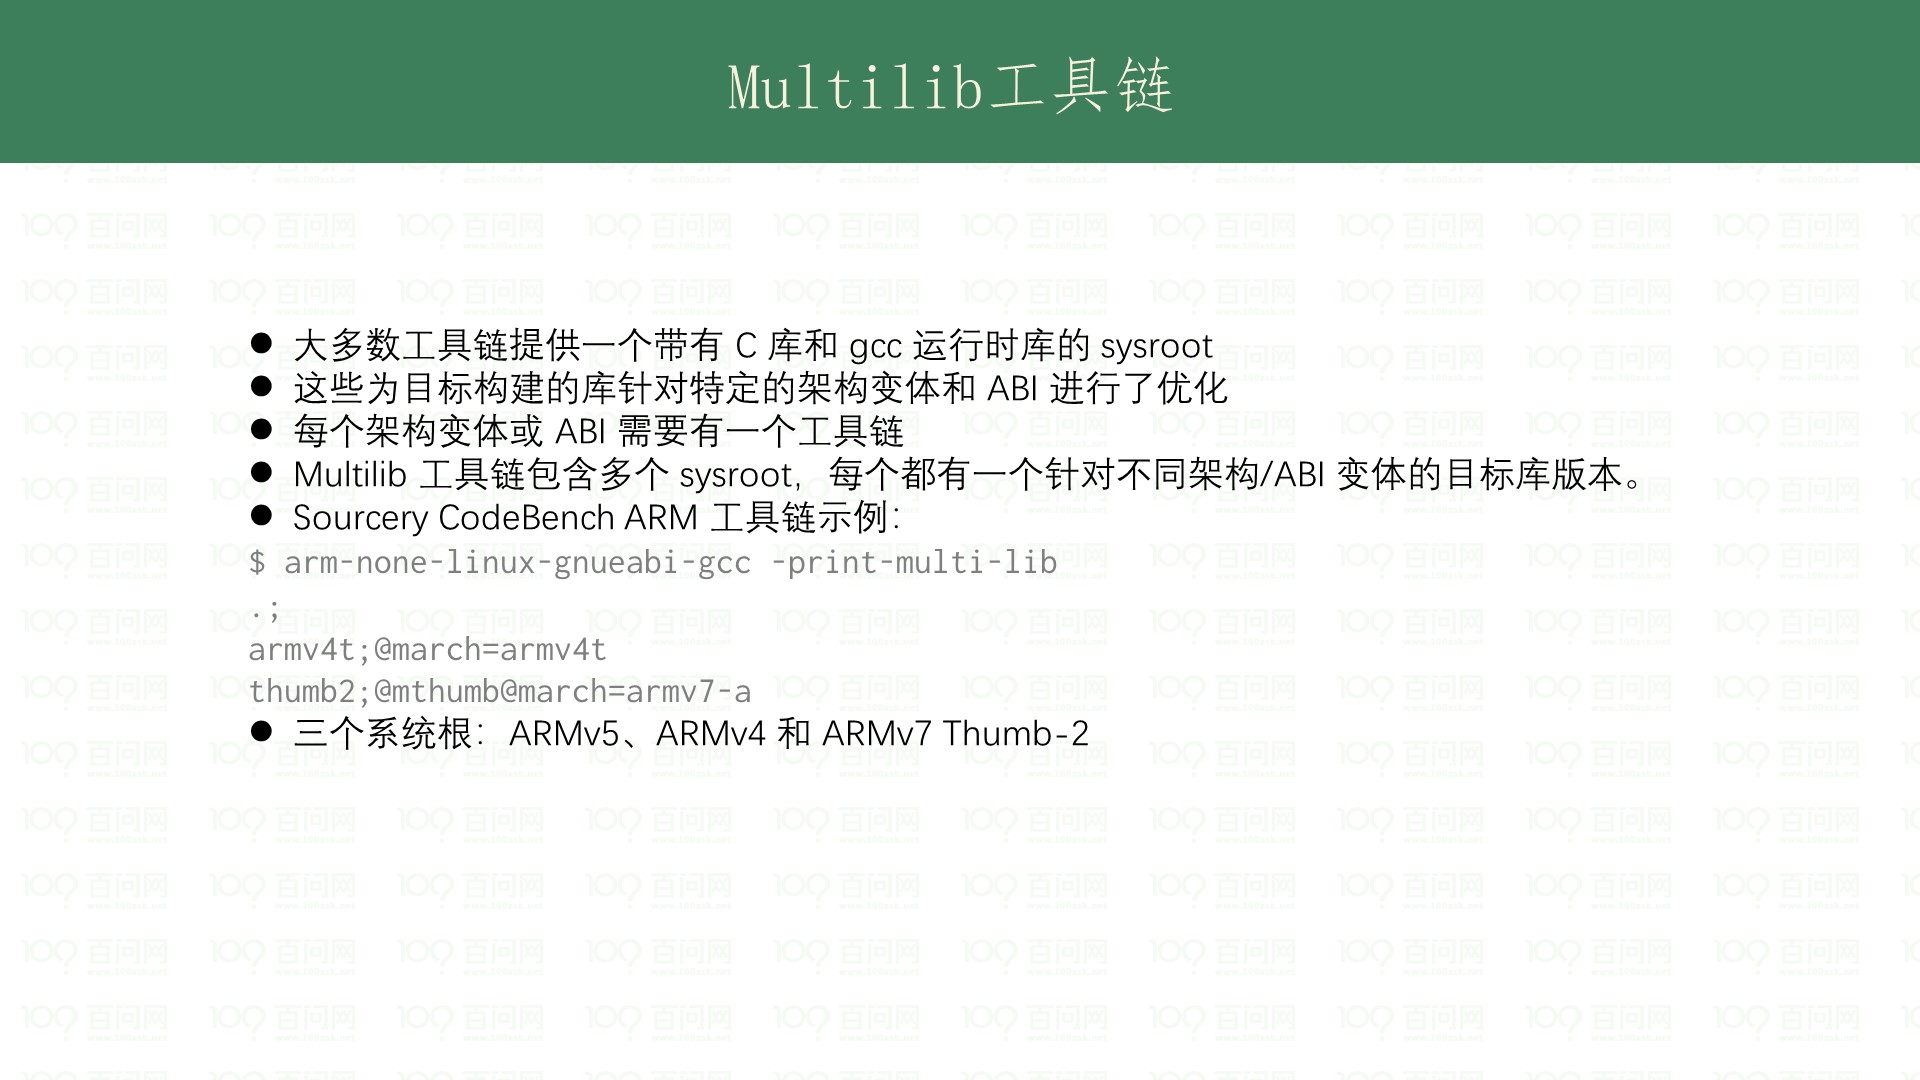 Multilib工具链
● 大多数工具链提供一个带有 C 库和 gcc 运行时库的 sysroot
● 这些为目标构建的库针对特定的架构变体和 ABI 进行了优化
● 每个架构变体或 ABI 需要有一个工具链
● Multilib 工具链包含多个 sysroot，每个都有一个针对不同架构/ABI 变体的目标库版本。
● Sourcery CodeBench ARM 工具链示例：
$ arm-none-linux-gnueabi-gcc -print-multi-lib
.;
armv4t;@march=armv4t
thumb2;@mthumb@march=armv7-a
● 三个系统根：ARMv5、ARMv4 和 ARMv7 Thumb-2
百问网
www.100ask.net